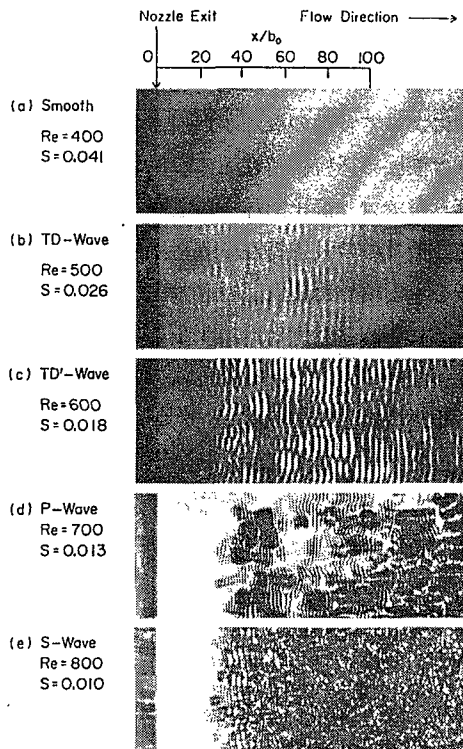 Nozzle Exit    Flow Direction ⟶
x/b₀
0 20 40 60 80 100
(a) Smooth
Re=400
S=0.041
(b) TD-Wave
Re=500
S=0.026
(c) TD'-Wave
Re=600
S=0.018
(d) P-Wave
Re=700
S=0.013
(e) S-Wave
Re=800
S=0.010